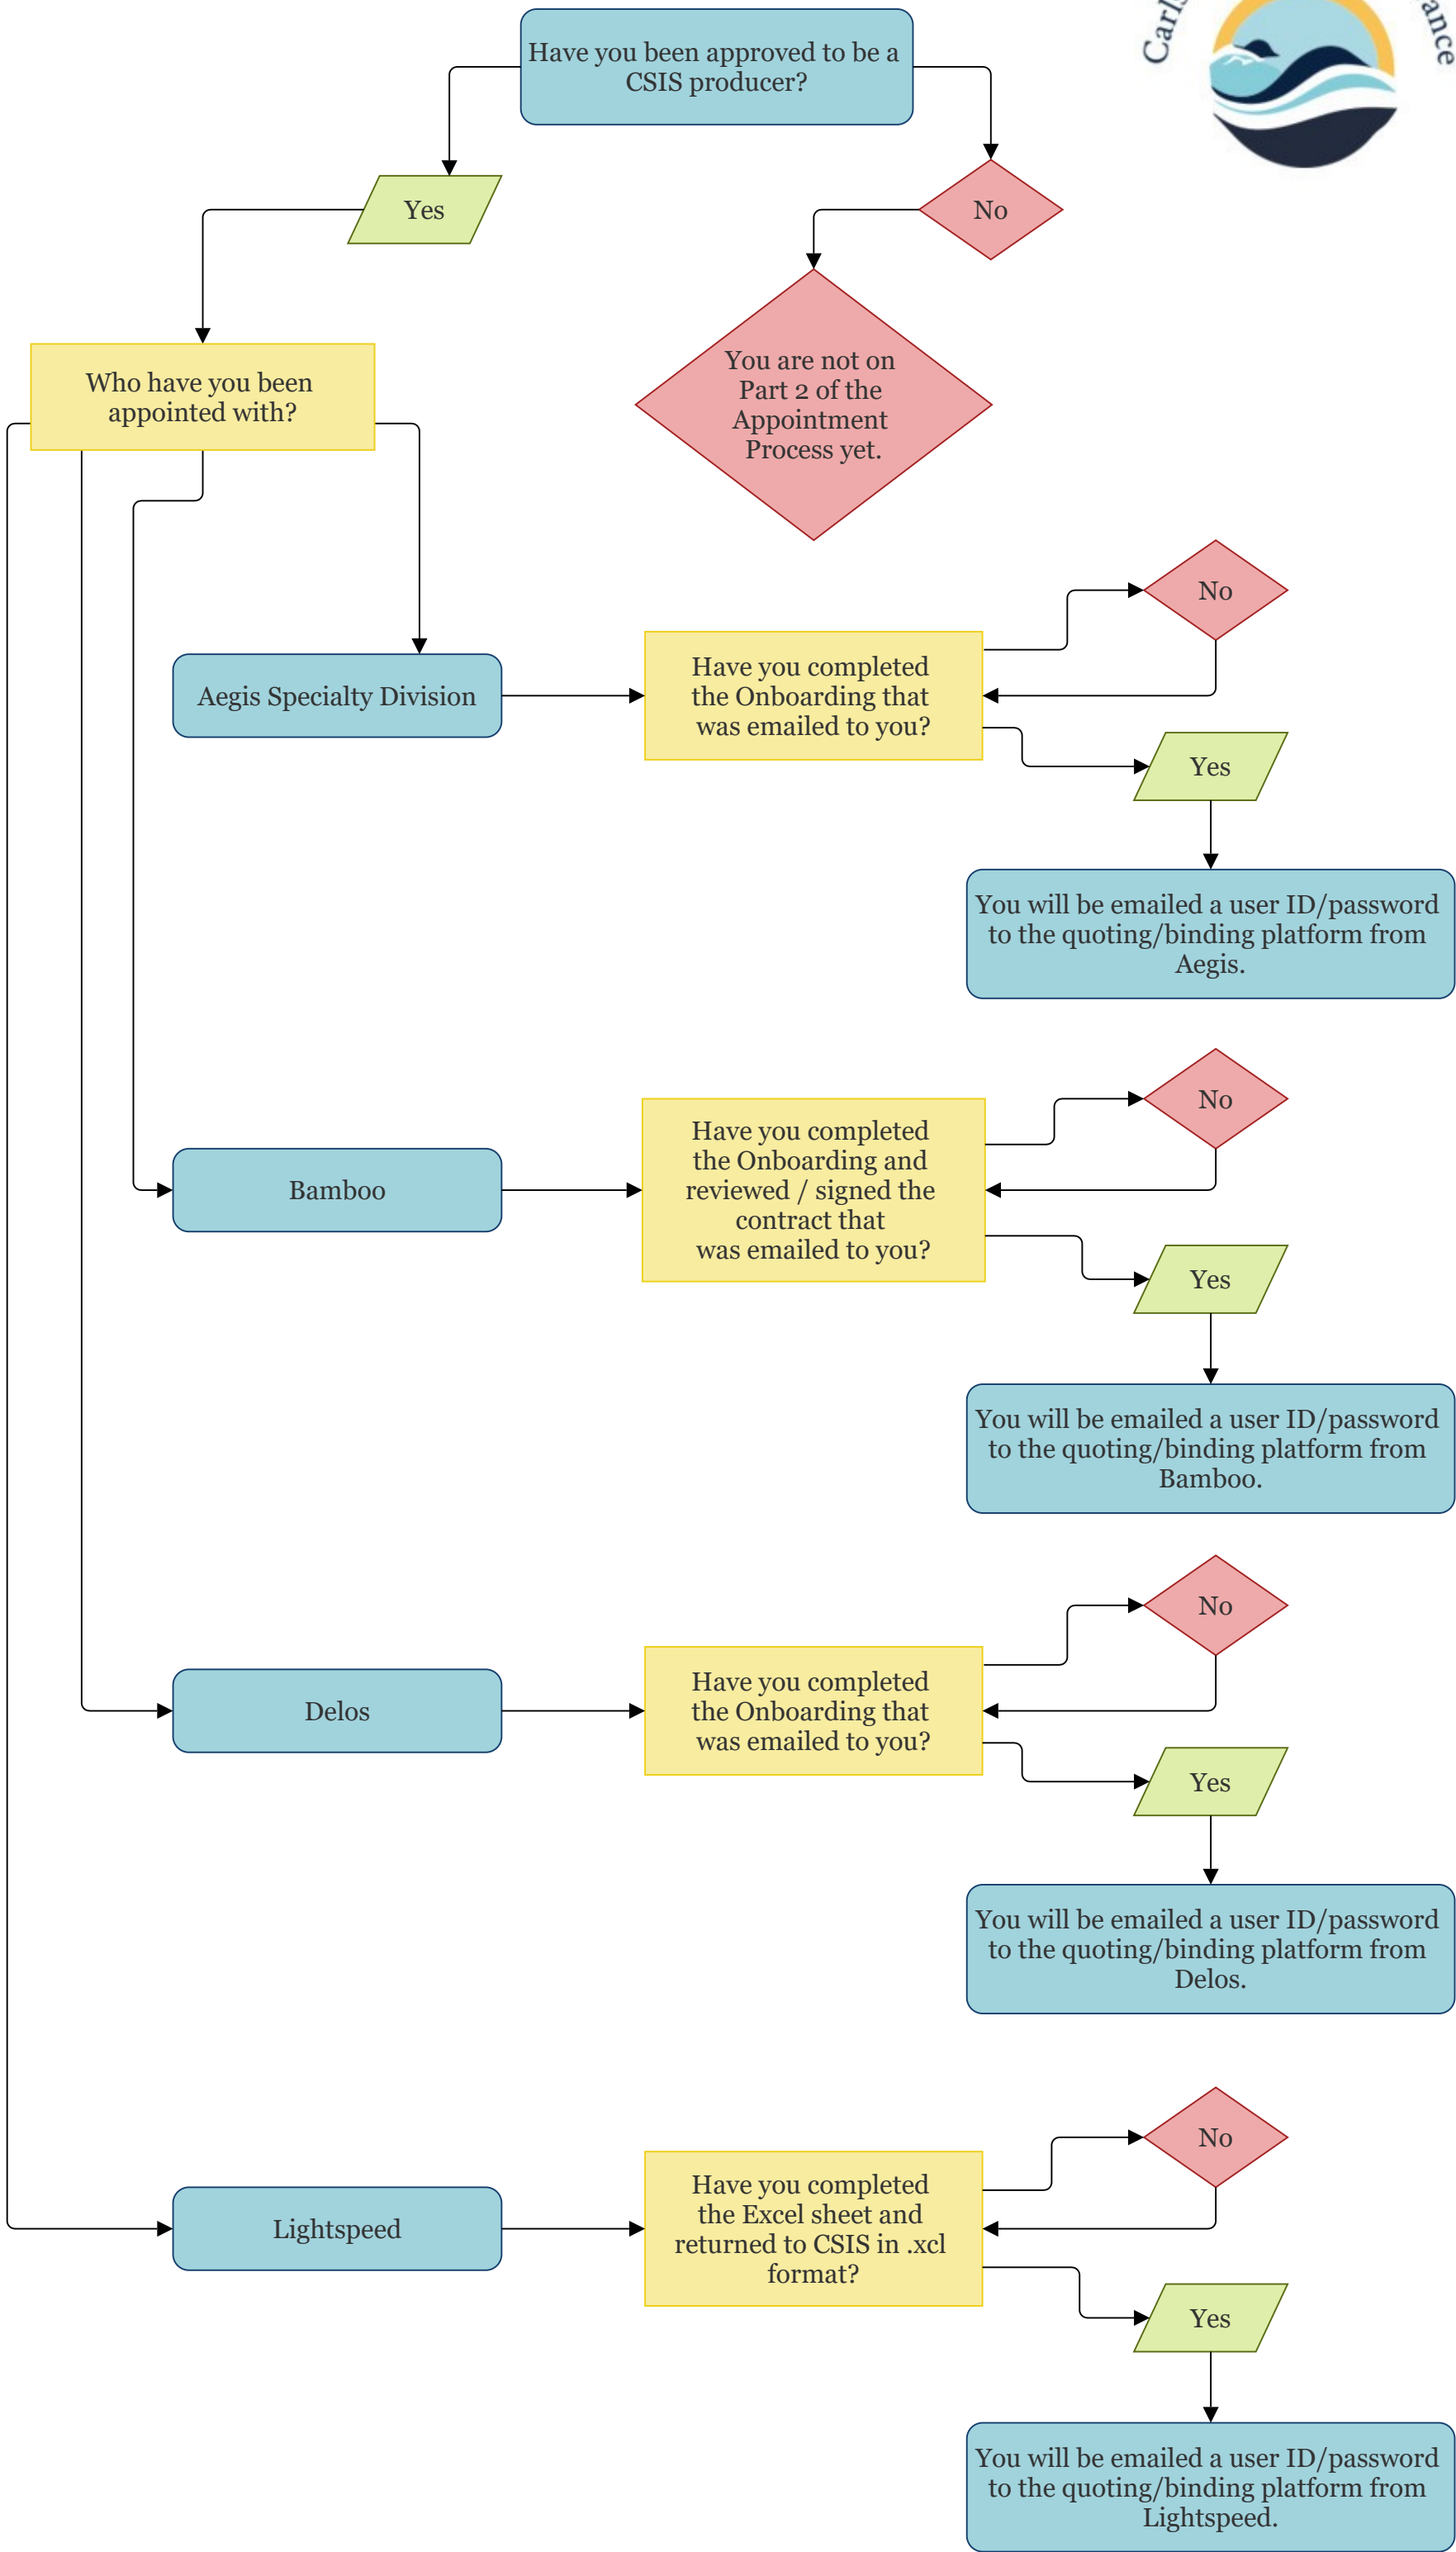 Have you been approved to be a
CSIS producer?
Yes
No
Who have you been
appointed with?
You are not on
Part 2 of the
Appointment
Process yet.
Aegis Specialty Division
Have you completed
the Onboarding that
was emailed to you?
No
Yes
You will be emailed a user ID/password
to the quoting/binding platform from
Aegis.
Bamboo
Have you completed
the Onboarding and
reviewed / signed the
contract that
was emailed to you?
No
Yes
You will be emailed a user ID/password
to the quoting/binding platform from
Bamboo.
Delos
Have you completed
the Onboarding that
was emailed to you?
No
Yes
You will be emailed a user ID/password
to the quoting/binding platform from
Delos.
Lightspeed
Have you completed
the Excel sheet and
returned to CSIS in .xcl
format?
No
Yes
You will be emailed a user ID/password
to the quoting/binding platform from
Lightspeed.